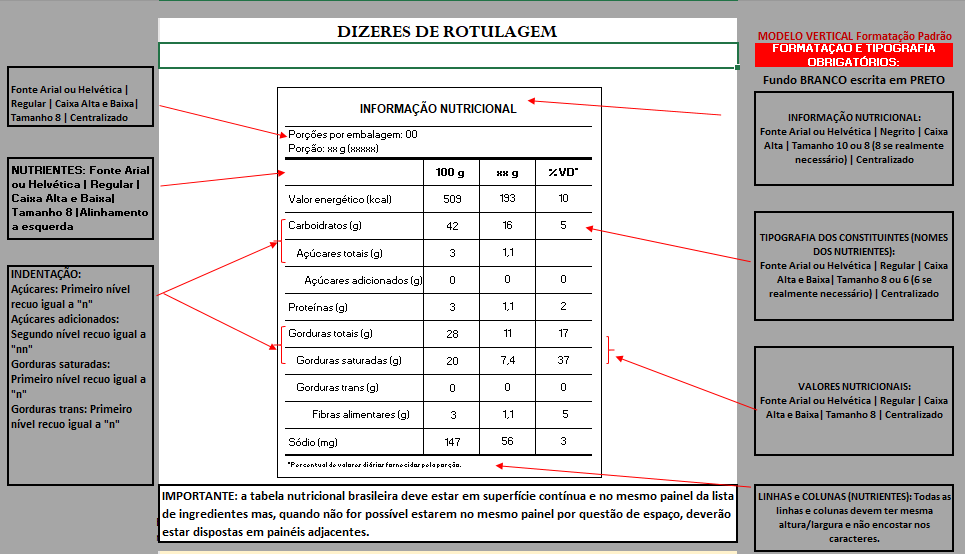 DIZERES DE ROTULAGEM
MODELO VERTICAL Formatação Padrão
FORMATAÇÃO E TIPOGRAFIA
OBRIGATÓRIOS:
Fundo BRANCO escrita em PRETO
Fonte Arial ou Helvética |
Regular | Caixa Alta e Baixa|
Tamanho 8 | Centralizado
NUTRIENTES: Fonte Arial
ou Helvética | Regular |
Caixa Alta e Baixa|
Tamanho 8 |Alinhamento
a esquerda
INDENTAÇÃO:
Açúcares: Primeiro nível
recuo igual a "n"
Açúcares adicionados:
Segundo nível recuo igual a
"nn"
Gorduras saturadas:
Primeiro nível recuo igual a
"n"
Gorduras trans: Primeiro
nível recuo igual a "n"
INFORMAÇÃO NUTRICIONAL
Porções por embalagem: 00
Porção: xx g (xxxxx)
100 g xx g %VD*
Valor energético (kcal) 509 193 10
Carboidratos (g) 42 16 5
Açúcares totais (g) 3 1,1
Açúcares adicionados (g) 0 0 0
Proteínas (g) 3 1,1 2
Gorduras totais (g) 28 11 17
Gorduras saturadas (g) 20 7,4 37
Gorduras trans (g) 0 0 0
Fibras alimentares (g) 3 1,1 5
Sódio (mg) 147 56 3
*Percentual de valores diários fornecidos pela porção.
INFORMAÇÃO NUTRICIONAL:
Fonte Arial ou Helvética | Negrito | Caixa
Alta | Tamanho 10 ou 8 (8 se realmente
necessário) | Centralizado
TIPOGRAFIA DOS CONSTITUINTES (NOMES
DOS NUTRIENTES):
Fonte Arial ou Helvética | Regular | Caixa
Alta e Baixa| Tamanho 8 ou 6 (6 se
realmente necessário) | Centralizado
VALORES NUTRICIONAIS:
Fonte Arial ou Helvética | Regular | Caixa
Alta e Baixa| Tamanho 8 | Centralizado
LINHAS e COLUNAS (NUTRIENTES): Todas as
linhas e colunas devem ter mesma
altura/largura e não encostar nos
caracteres.
IMPORTANTE: a tabela nutricional brasileira deve estar em superfície contínua e no mesmo painel da lista
de ingredientes mas, quando não for possível estarem no mesmo painel por questão de espaço, deverão
estar dispostas em painéis adjacentes.